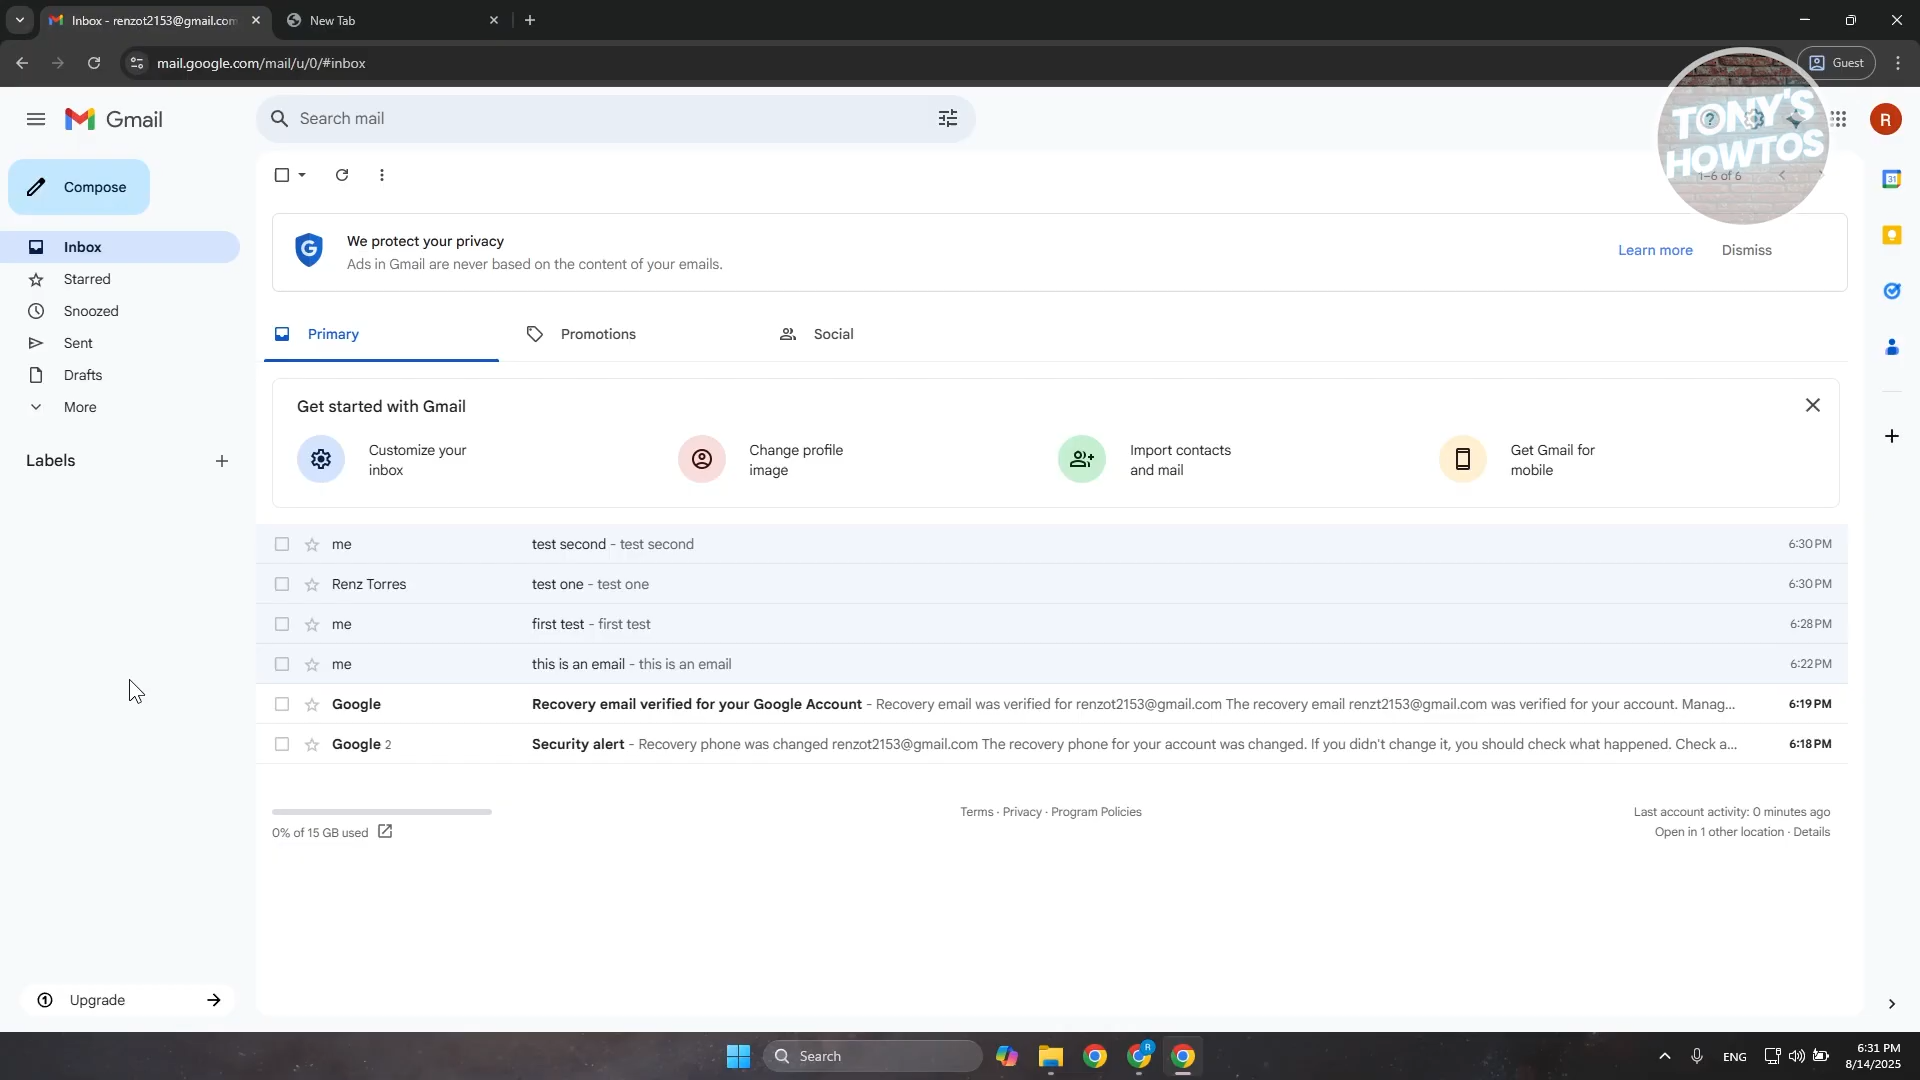 Inbox - renzot2153@gmail.com
New Tab
mail.google.com/mail/u/0/#inbox
Guest
Gmail
Search mail
TONY'S
HOWTOS
R
Compose
1–6 of 6
31
Inbox
Starred
Snoozed
Sent
Drafts
More
Labels
G
We protect your privacy
Ads in Gmail are never based on the content of your emails.
Learn more
Dismiss
Primary
Promotions
Social
Get started with Gmail
Customize your
inbox
Change profile
image
Import contacts
and mail
Get Gmail for
mobile
me test second - test second 6:30 PM
Renz Torres test one - test one 6:30 PM
me first test - first test 6:28 PM
me this is an email - this is an email 6:22 PM
Google Recovery email verified for your Google Account - Recovery email was verified for renzot2153@gmail.com The recovery email renzt2153@gmail.com was verified for your account. Manag... 6:19 PM
Google 2 Security alert - Recovery phone was changed renzot2153@gmail.com The recovery phone for your account was changed. If you didn't change it, you should check what happened. Check a... 6:18 PM
0% of 15 GB used
Terms · Privacy · Program Policies
Last account activity: 0 minutes ago
Open in 1 other location · Details
Upgrade
Search
R
ENG
6:31 PM
8/14/2025